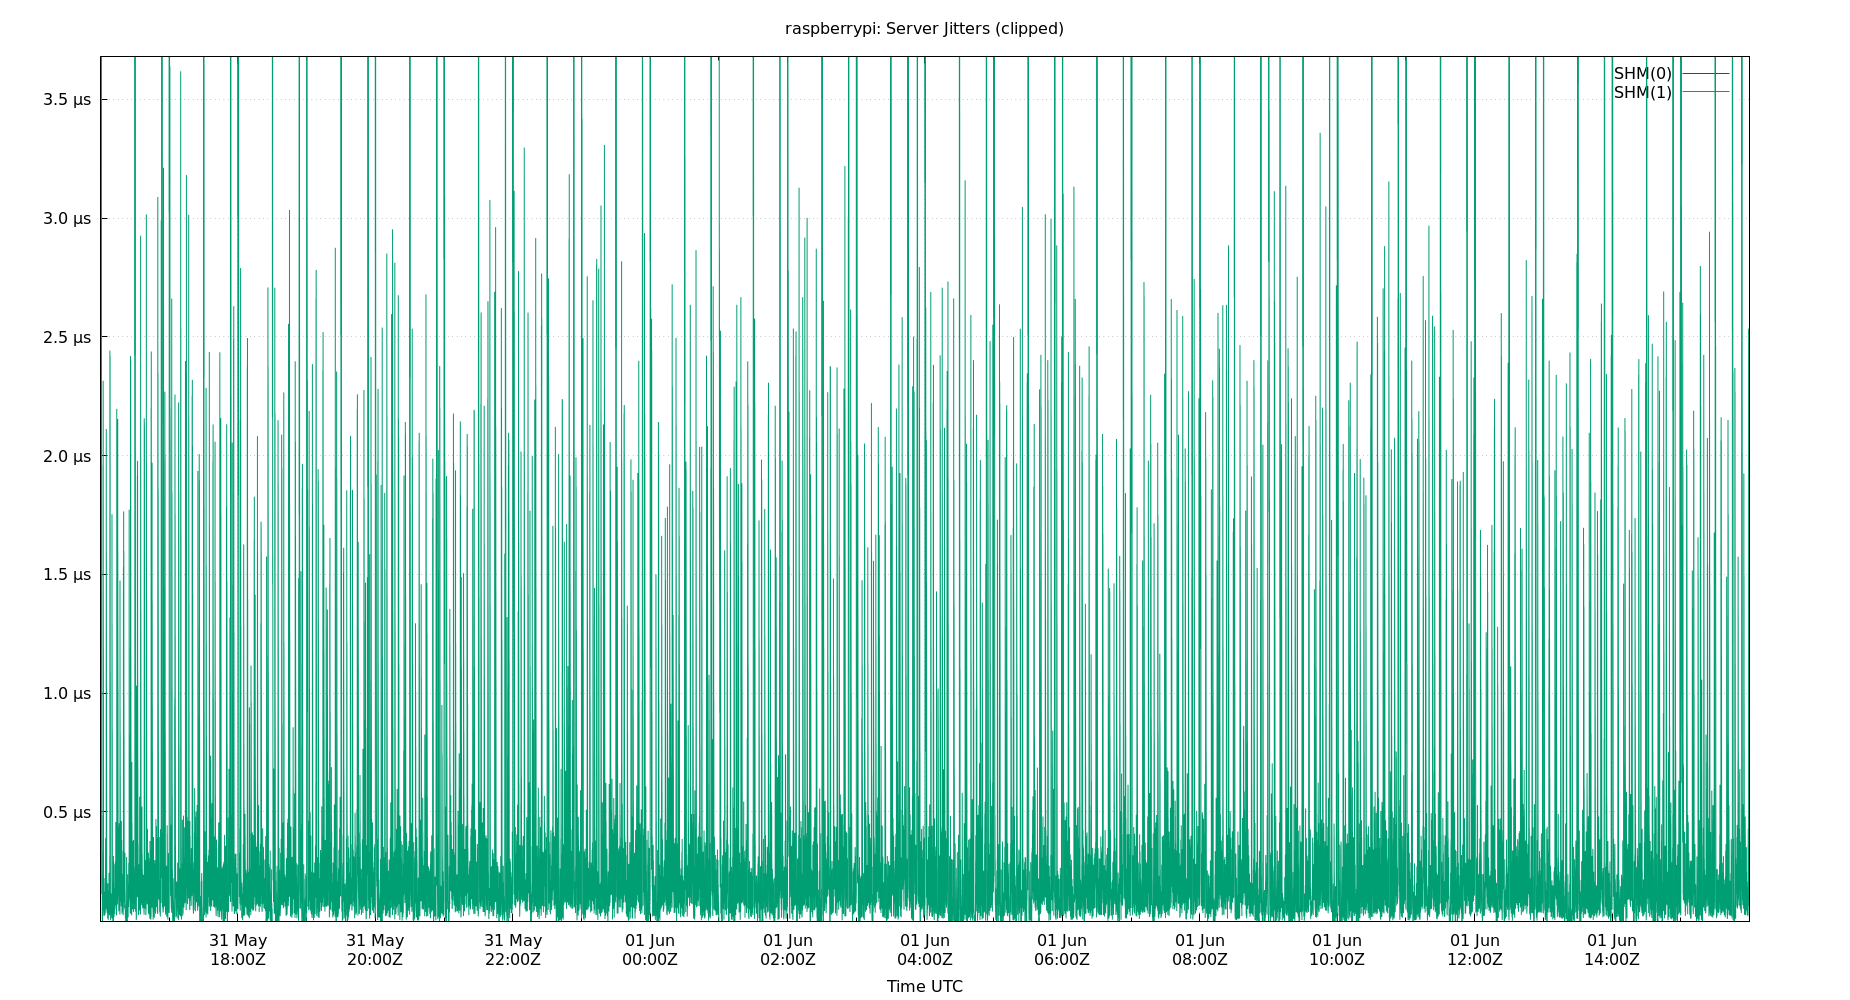 raspberrypi: Server Jitters (clipped)
SHM(0)
SHM(1)
3.5 µs
3.0 µs
2.5 µs
2.0 µs
1.5 µs
1.0 µs
0.5 µs
31 May 31 May 31 May 01 Jun 01 Jun 01 Jun 01 Jun 01 Jun 01 Jun 01 Jun 01 Jun
18:00Z 20:00Z 22:00Z 00:00Z 02:00Z 04:00Z 06:00Z 08:00Z 10:00Z 12:00Z 14:00Z
Time UTC